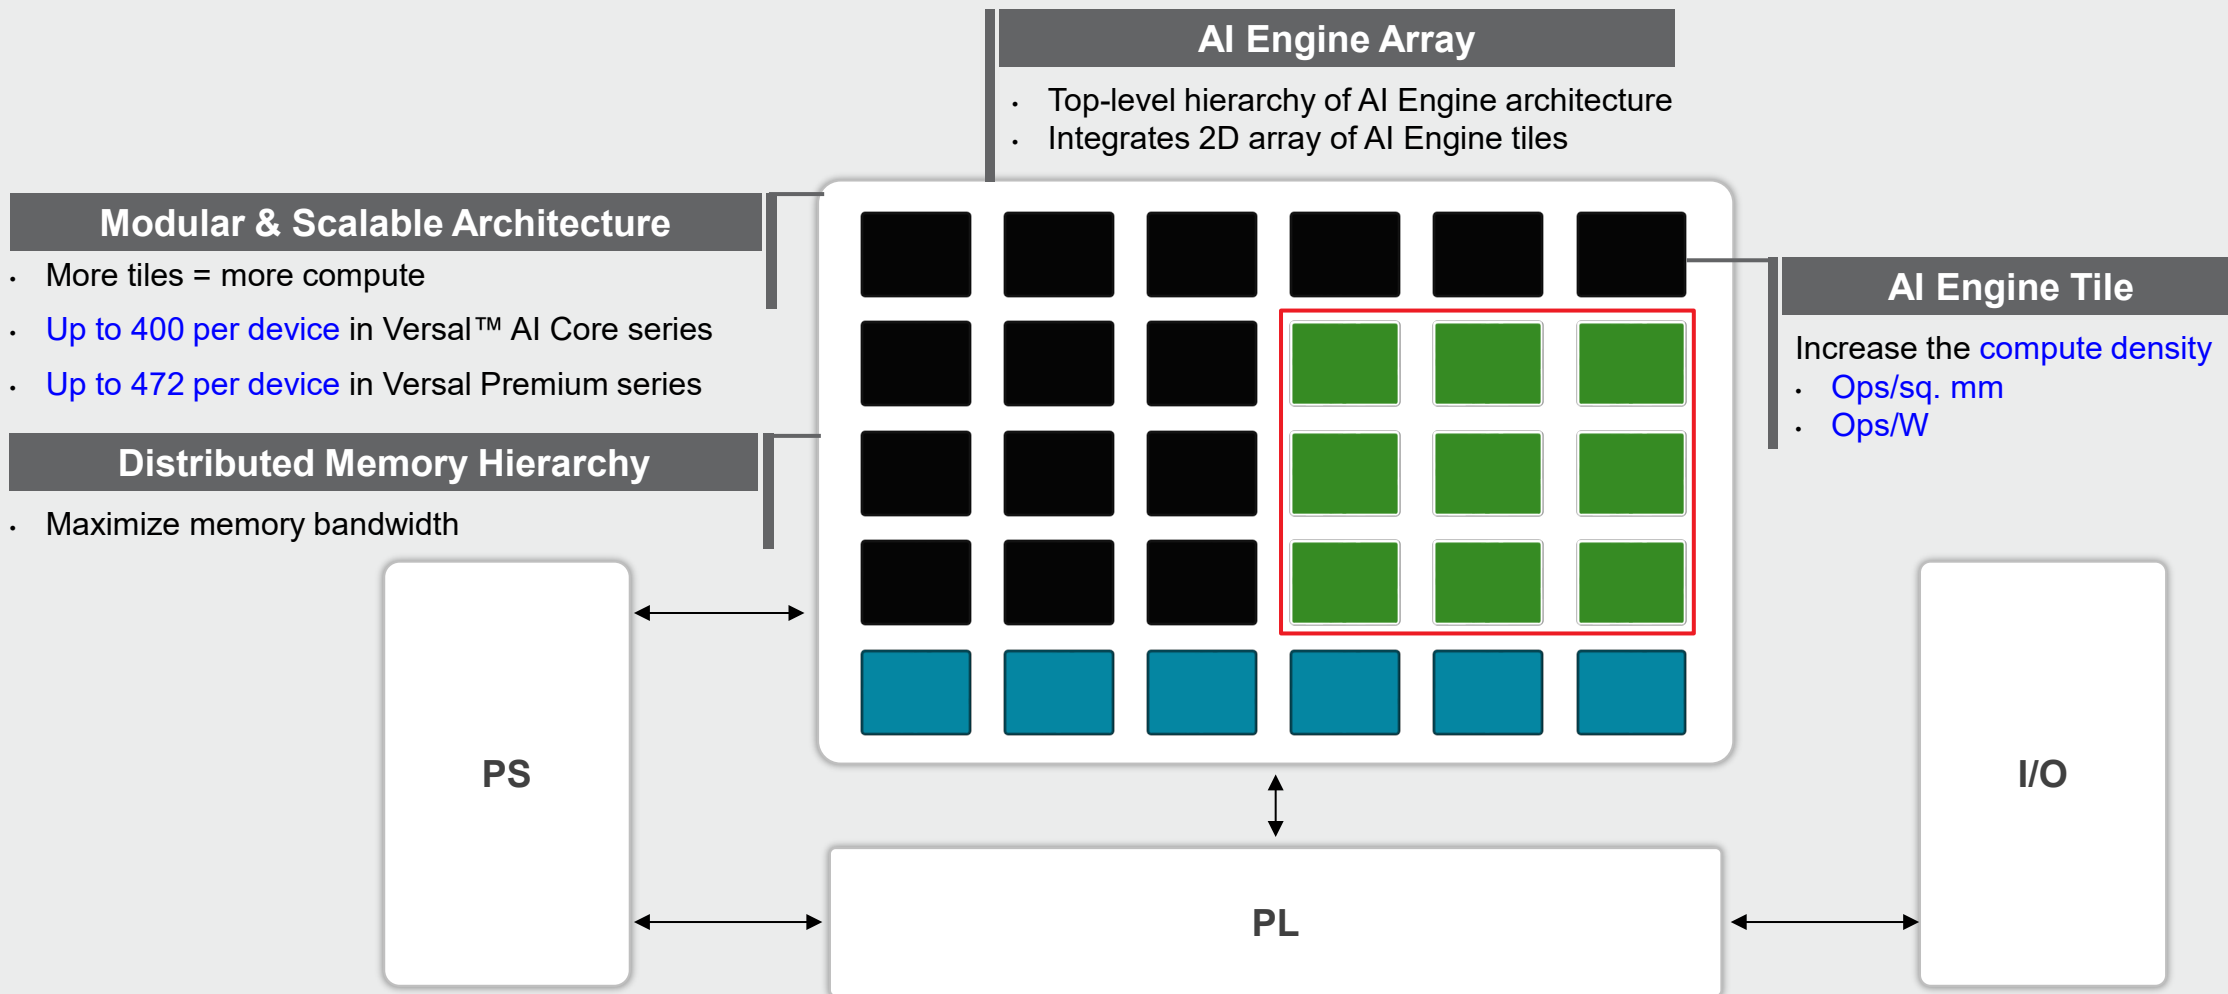 AI Engine Array
· Top-level hierarchy of AI Engine architecture
· Integrates 2D array of AI Engine tiles
Modular & Scalable Architecture
· More tiles = more compute
· Up to 400 per device in Versal™ AI Core series
· Up to 472 per device in Versal Premium series
Distributed Memory Hierarchy
· Maximize memory bandwidth
AI Engine Tile
Increase the compute density
· Ops/sq. mm
· Ops/W
PS
I/O
PL